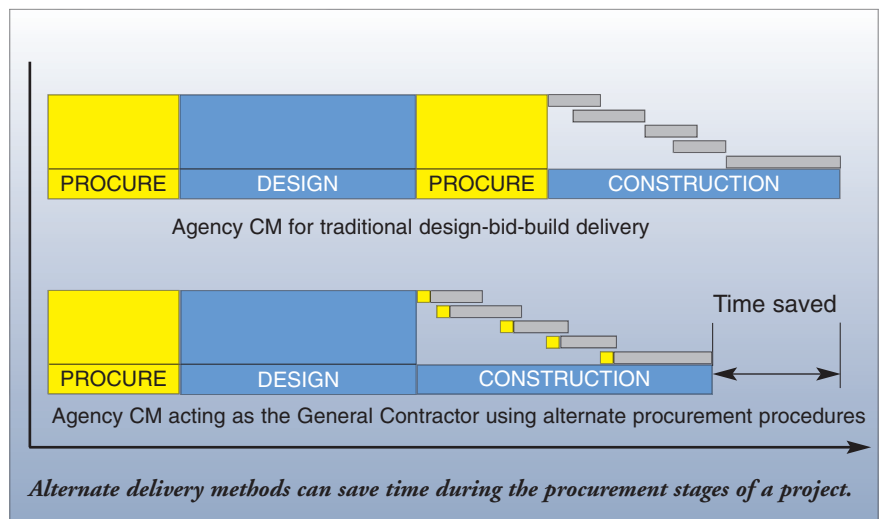 PROCURE DESIGN PROCURE CONSTRUCTION
Agency CM for traditional design-bid-build delivery
Time saved
PROCURE DESIGN CONSTRUCTION
Agency CM acting as the General Contractor using alternate procurement procedures
Alternate delivery methods can save time during the procurement stages of a project.